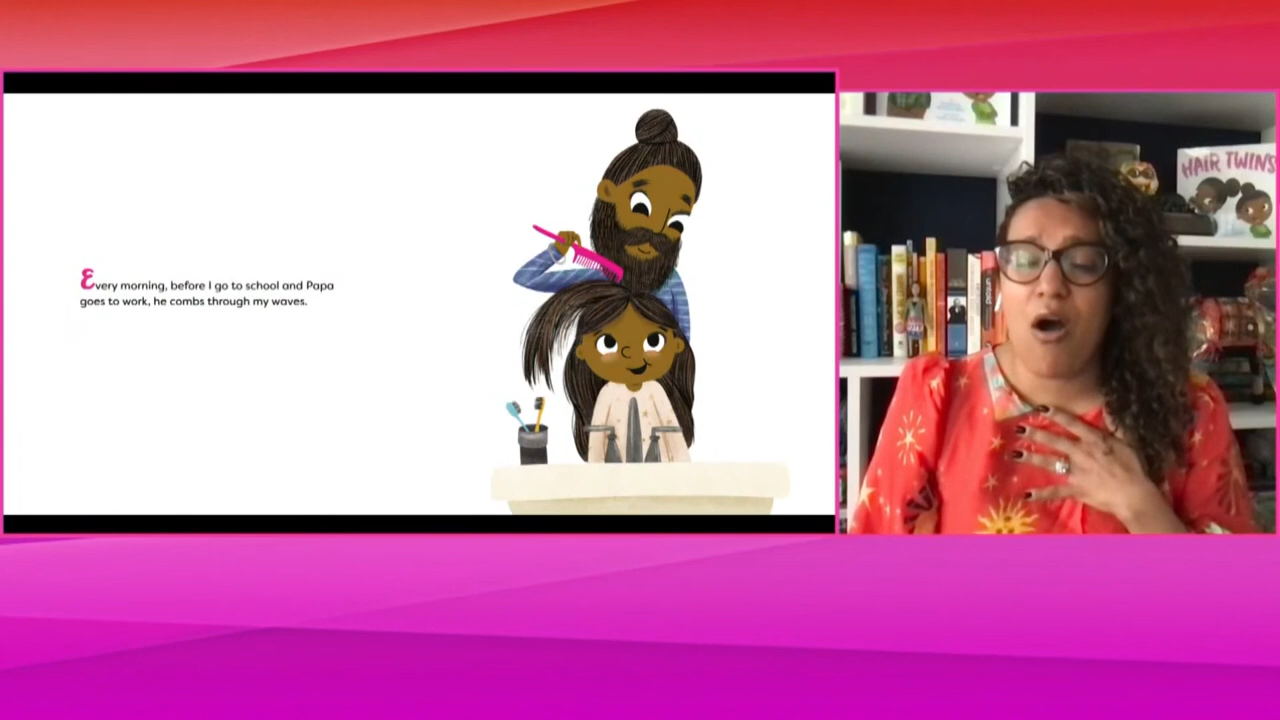 Every morning, before I go to school and Papa
goes to work, he combs through my waves.
HAIR TWINS